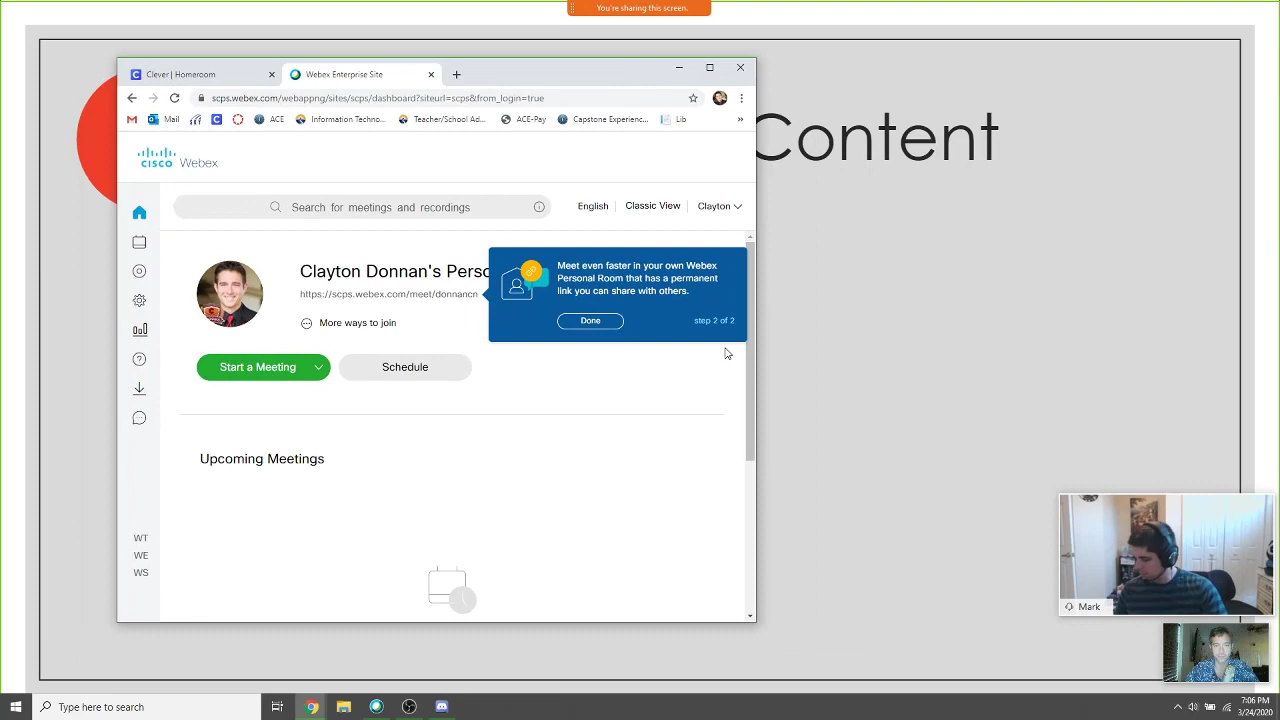 You're sharing this screen.
Content
Clever | Homeroom
Webex Enterprise Site
scps.webex.com/webappng/sites/scps/dashboard?siteurl=scps&from_login=true
Mail
ACE
Information Techno...
Teacher/School Ad...
ACE-Pay
Capstone Experienc...
Lib
»
CISCO Webex
Search for meetings and recordings
English
Classic View
Clayton
Clayton Donnan's Perso
https://scps.webex.com/meet/donnancn
More ways to join
Meet even faster in your own Webex
Personal Room that has a permanent
link you can share with others.
Done
step 2 of 2
Start a Meeting
Schedule
Upcoming Meetings
WT
WE
WS
Mark
Type here to search
7:06 PM
3/24/2020